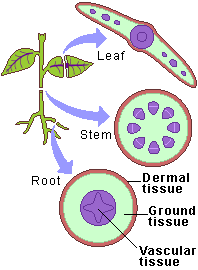 Leaf
Stem
Root
Dermal
tissue
Ground
tissue
Vascular
tissue